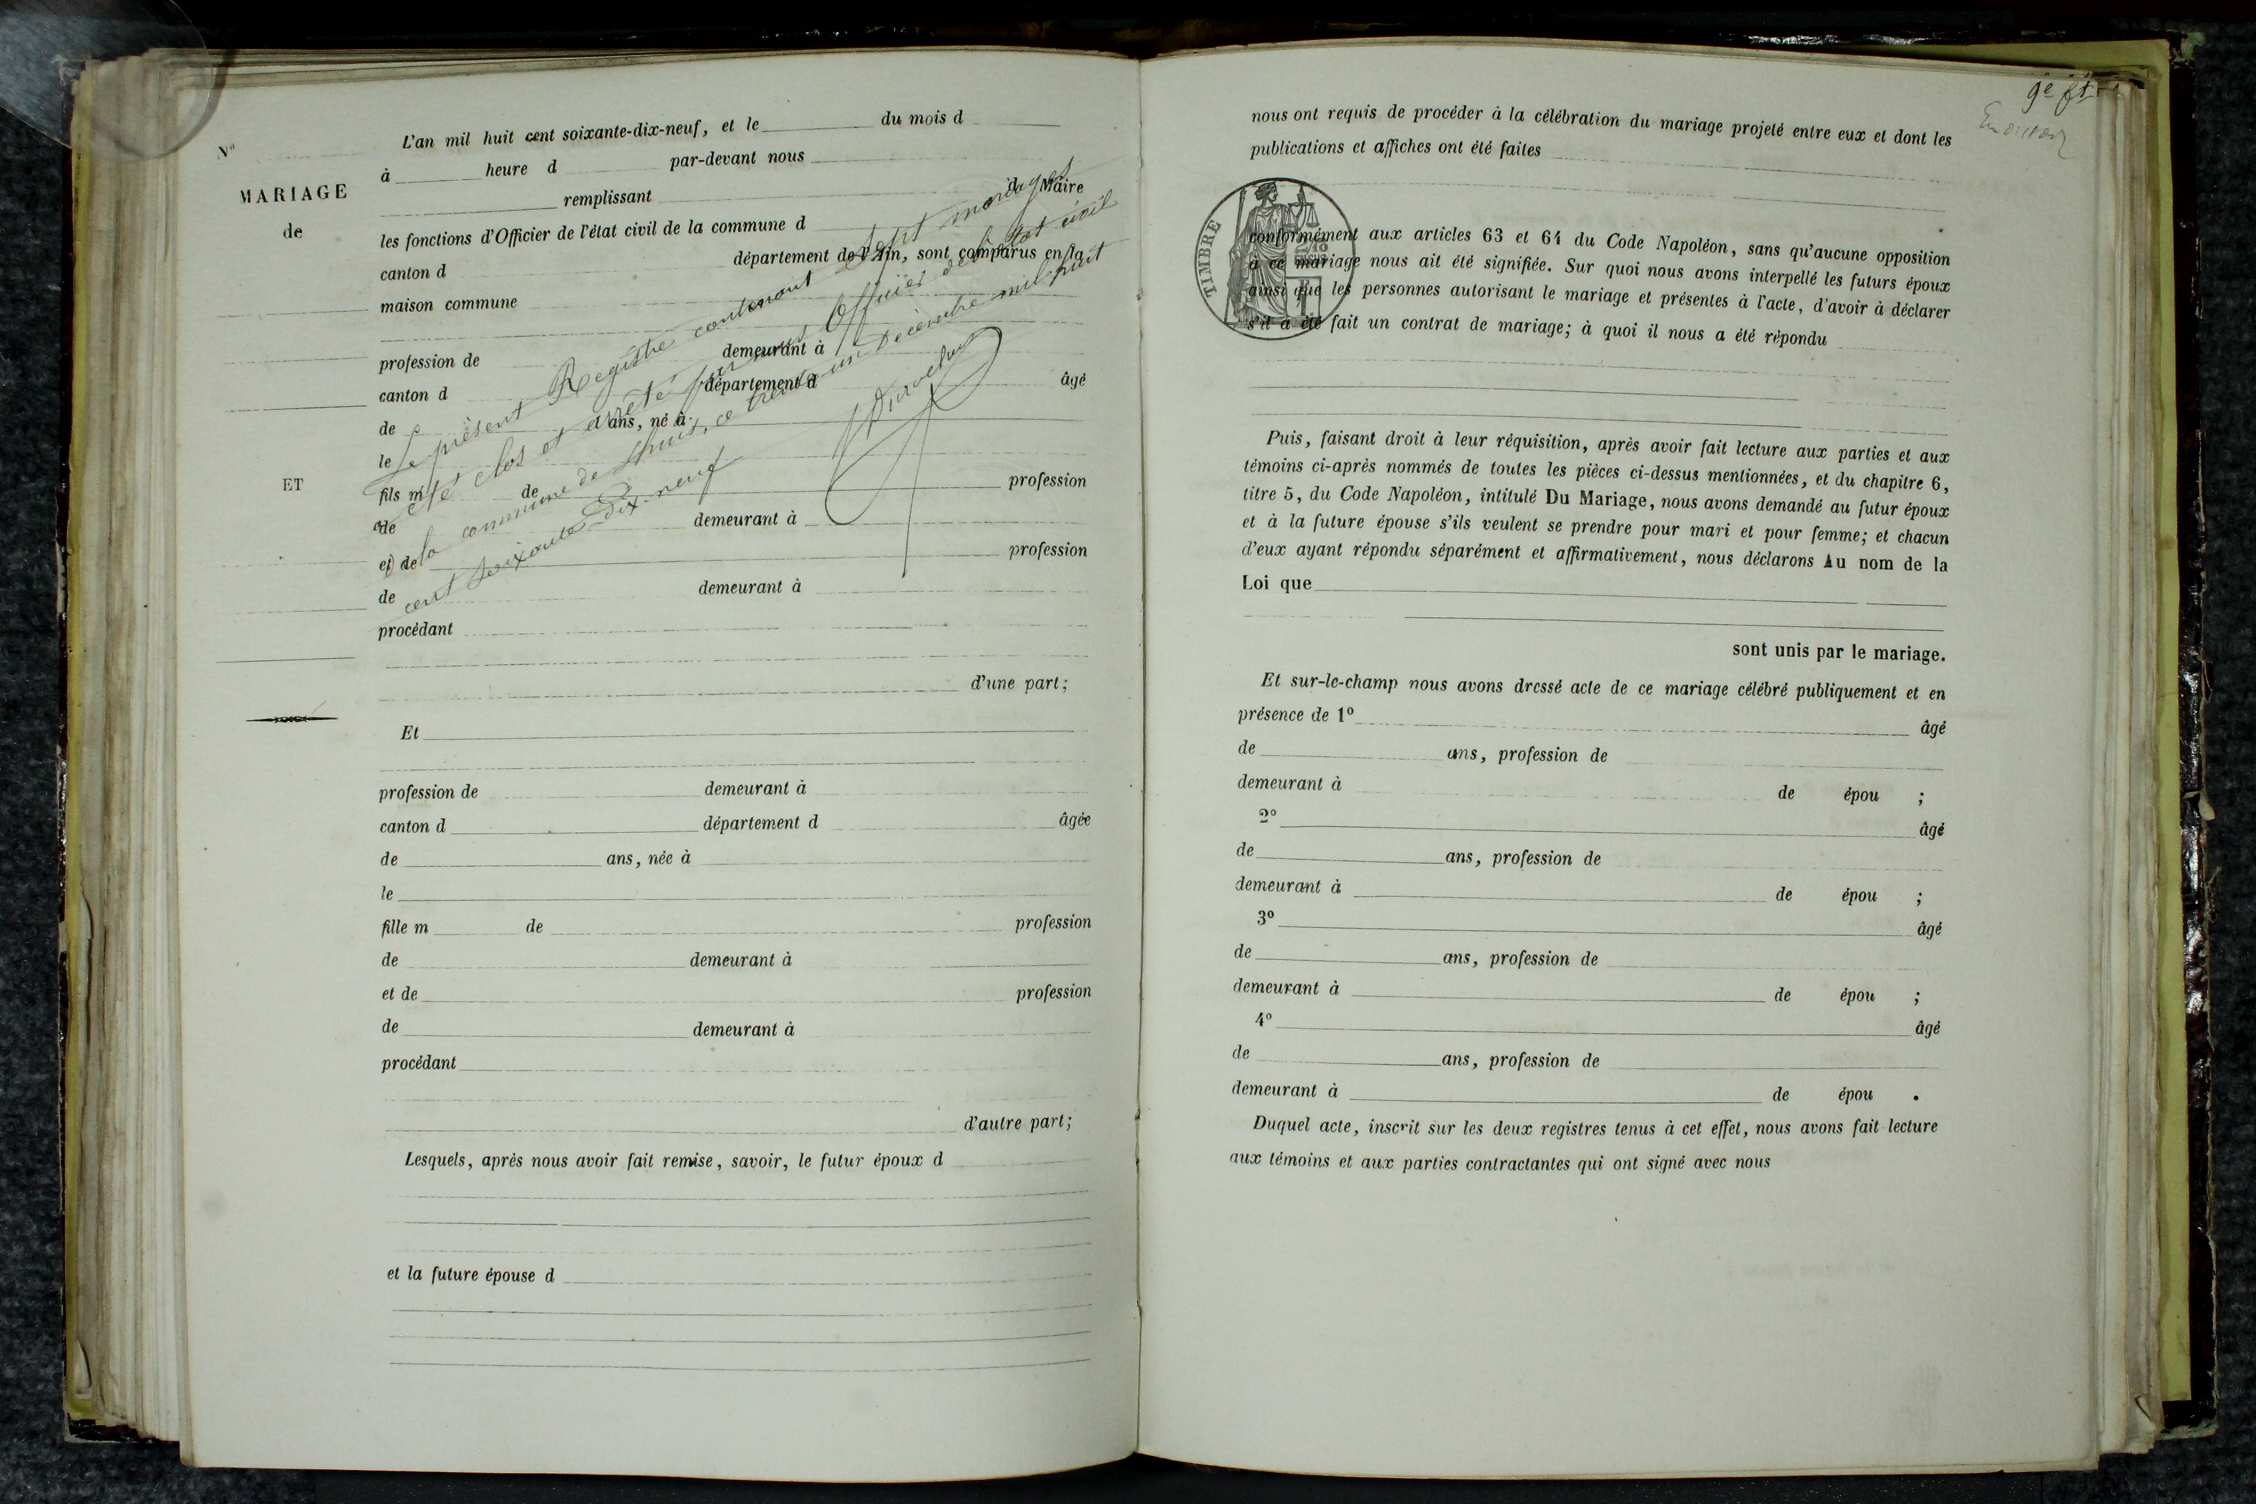 Nº
MARIAGE
de
ET
L'an mil huit cent soixante-dix-neuf, et le du mois d
à heure d par-devant nous
remplissant d Maire
les fonctions d'Officier de l'état civil de la commune d
canton d département de l'Ain, sont comparus en la
maison commune
profession de demeurant à
canton d département d âgé
de ans, né à
le
fils m de profession
de demeurant à
et de profession
de demeurant à
procédant
d'une part;
Le présent Registre contenant sept mariages
a été clos et arrêté par nous Officier de l'état civil
de la commune de Lhuis, ce trente un Décembre mil huit
cent soixante Dix-neuf
Et
profession de demeurant à
canton d département d âgée
de ans, née à
le
fille m de profession
de demeurant à
et de profession
de demeurant à
procédant
d'autre part;
Lesquels, après nous avoir fait remise, savoir, le futur époux d
et la future épouse d
9e ft
nous ont requis de procéder à la célébration du mariage projeté entre eux et dont les
publications et affiches ont été faites
TIMBRE
conformément aux articles 63 et 64 du Code Napoléon, sans qu'aucune opposition
à ce mariage nous ait été signifiée. Sur quoi nous avons interpellé les futurs époux
ainsi que les personnes autorisant le mariage et présentes à l'acte, d'avoir à déclarer
s'il a été fait un contrat de mariage; à quoi il nous a été répondu
Puis, faisant droit à leur réquisition, après avoir fait lecture aux parties et aux
témoins ci-après nommés de toutes les pièces ci-dessus mentionnées, et du chapitre 6,
titre 5, du Code Napoléon, intitulé Du Mariage, nous avons demandé au futur époux
et à la future épouse s'ils veulent se prendre pour mari et pour femme; et chacun
d'eux ayant répondu séparément et affirmativement, nous déclarons Au nom de la
Loi que
sont unis par le mariage.
Et sur-le-champ nous avons dressé acte de ce mariage célébré publiquement et en
présence de 1º âgé
de ans, profession de
demeurant à de épou ;
2º âgé
de ans, profession de
demeurant à de épou ;
3º âgé
de ans, profession de
demeurant à de épou ;
4º âgé
de ans, profession de
demeurant à de épou .
Duquel acte, inscrit sur les deux registres tenus à cet effet, nous avons fait lecture
aux témoins et aux parties contractantes qui ont signé avec nous